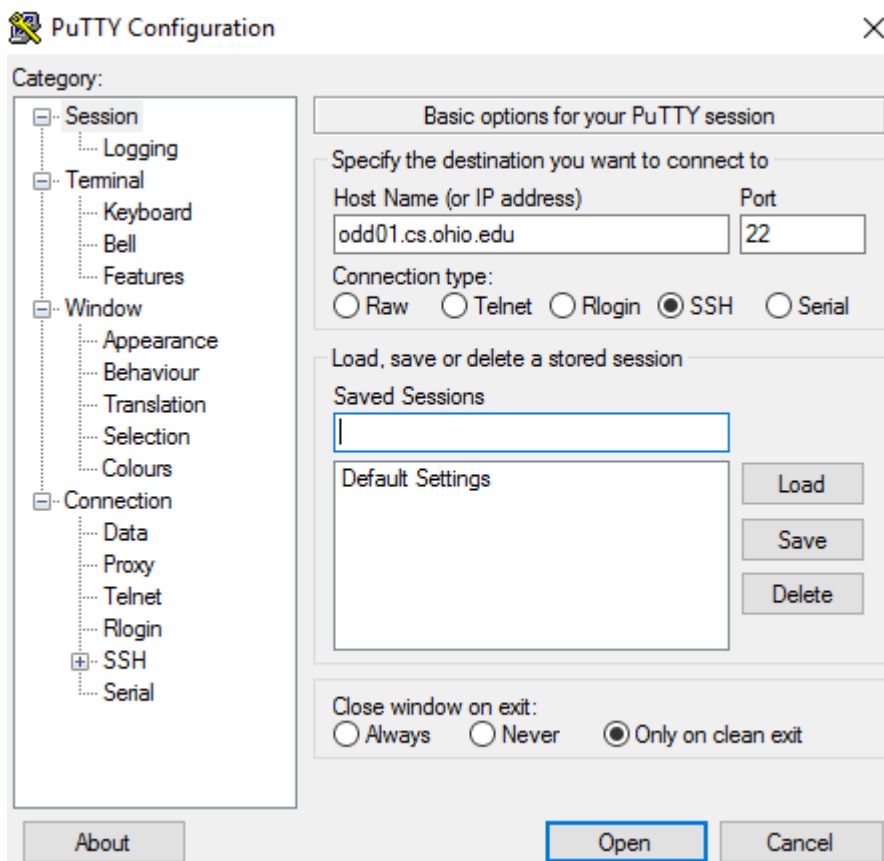 PuTTY Configuration
Category:
Session
Logging
Terminal
Keyboard
Bell
Features
Window
Appearance
Behaviour
Translation
Selection
Colours
Connection
Data
Proxy
Telnet
Rlogin
SSH
Serial
Basic options for your PuTTY session
Specify the destination you want to connect to
Host Name (or IP address) Port
odd01.cs.ohio.edu 22
Connection type:
Raw Telnet Rlogin SSH Serial
Load, save or delete a stored session
Saved Sessions
Default Settings
Load
Save
Delete
Close window on exit:
Always Never Only on clean exit
About Open Cancel